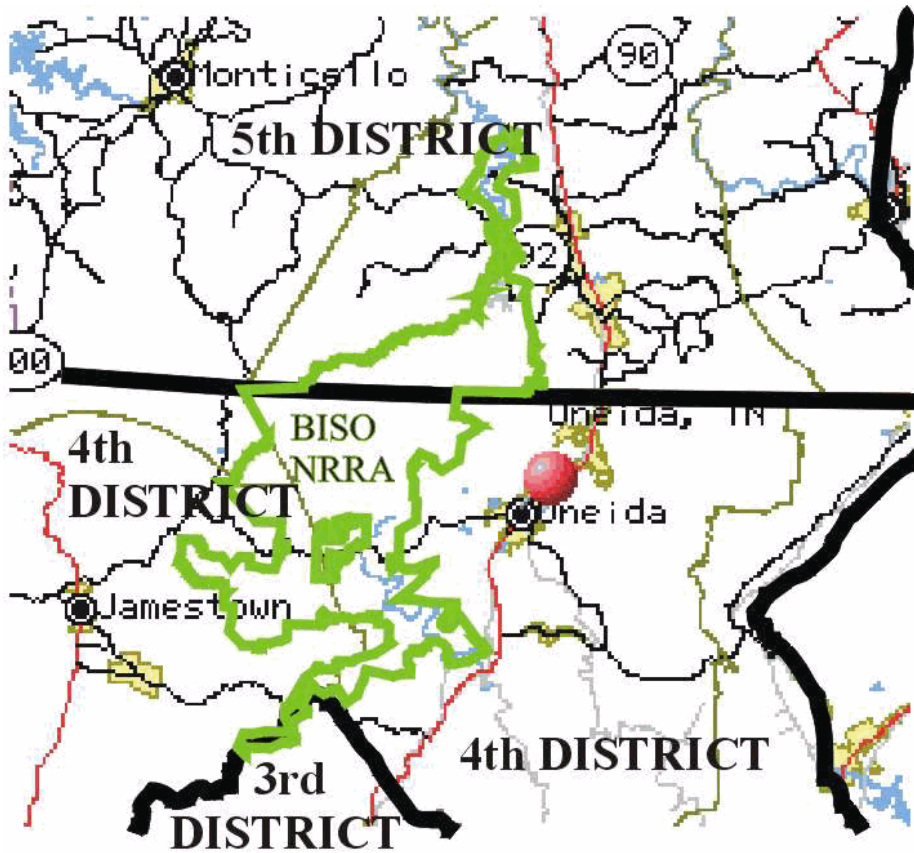 90
Monticello
5th DISTRICT
92
00
Oneida, TN
BISO
NRRA
4th
DISTRICT
Oneida
Jamestown
4th DISTRICT
3rd
DISTRICT